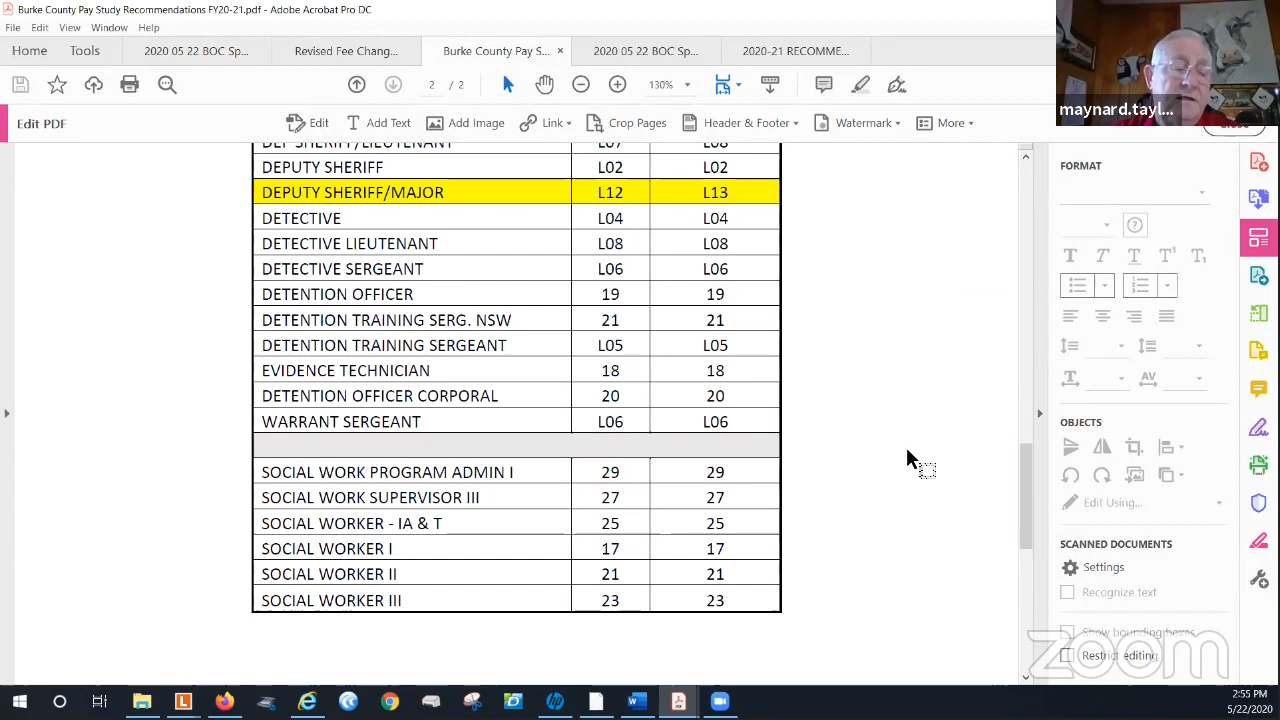 Burke County Pay Study Recommendations FY20-21.pdf - Adobe Acrobat Pro DC
File Edit View Window Help
Home Tools 2020 05 22 BOC Sp... Revised Fee Chang... Burke County Pay S... × 2020 05 22 BOC Sp... 2020-21 RECOMME...
2 / 2 130%
maynard.tayl...
Edit PDF Edit Add Text Add Image Link Crop Pages Header & Footer Watermark More Close
DEPUTY SHERIFF L02 L02
DEPUTY SHERIFF/MAJOR L12 L13
DETECTIVE L04 L04
DETECTIVE LIEUTENANT L08 L08
DETECTIVE SERGEANT L06 L06
DETENTION OFFICER 19 19
DETENTION TRAINING SERG. NSW 21 21
DETENTION TRAINING SERGEANT L05 L05
EVIDENCE TECHNICIAN 18 18
DETENTION OFFICER CORPORAL 20 20
WARRANT SERGEANT L06 L06
SOCIAL WORK PROGRAM ADMIN I 29 29
SOCIAL WORK SUPERVISOR III 27 27
SOCIAL WORKER - IA & T 25 25
SOCIAL WORKER I 17 17
SOCIAL WORKER II 21 21
SOCIAL WORKER III 23 23
FORMAT
OBJECTS
Edit Using...
SCANNED DOCUMENTS
Settings
Recognize text
Show bounding boxes
Restrict editing
zoom
2:55 PM
5/22/2020